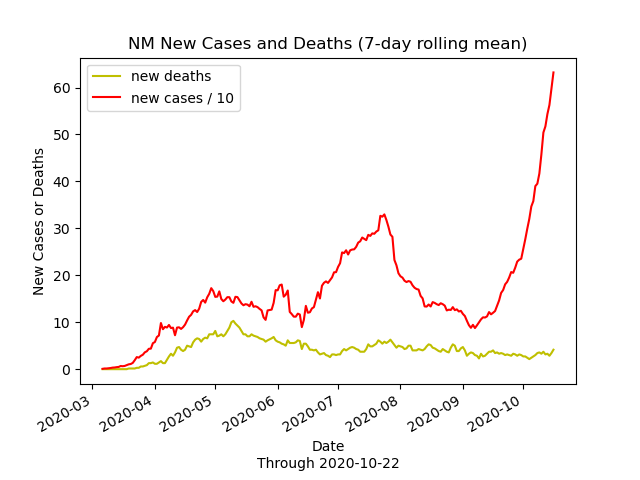 NM New Cases and Deaths (7-day rolling mean)
new deaths
new cases / 10
New Cases or Deaths
60
50
40
30
20
10
0
2020-03
2020-04
2020-05
2020-06
2020-07
2020-08
2020-09
2020-10
Date
Through 2020-10-22